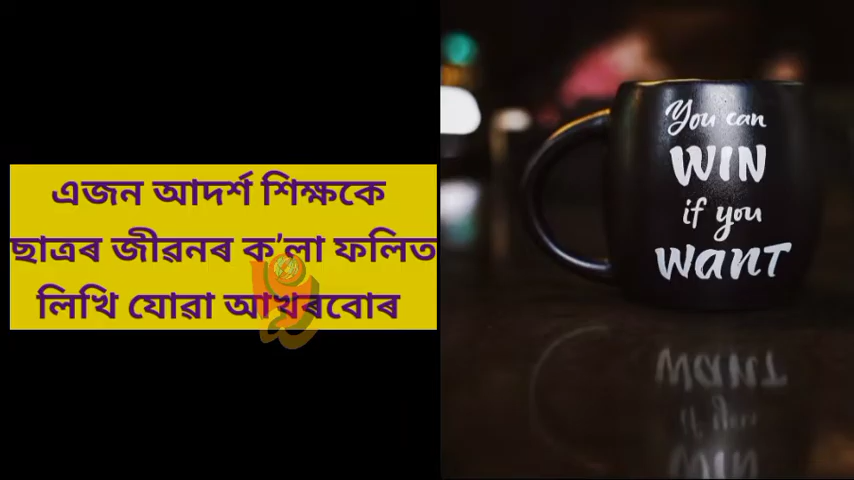 এজন আদৰ্শ শিক্ষকে
ছাত্ৰৰ জীৱনৰ ক'লা ফলিত
লিখি যোৱা আখৰবোৰ
You can
WIN
if you
WANT